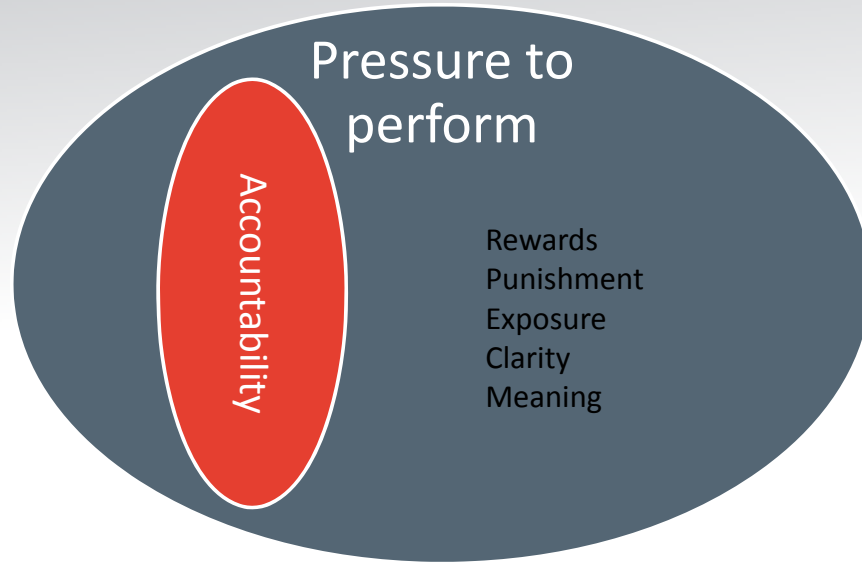 Pressure to
perform
Accountability
Rewards
Punishment
Exposure
Clarity
Meaning